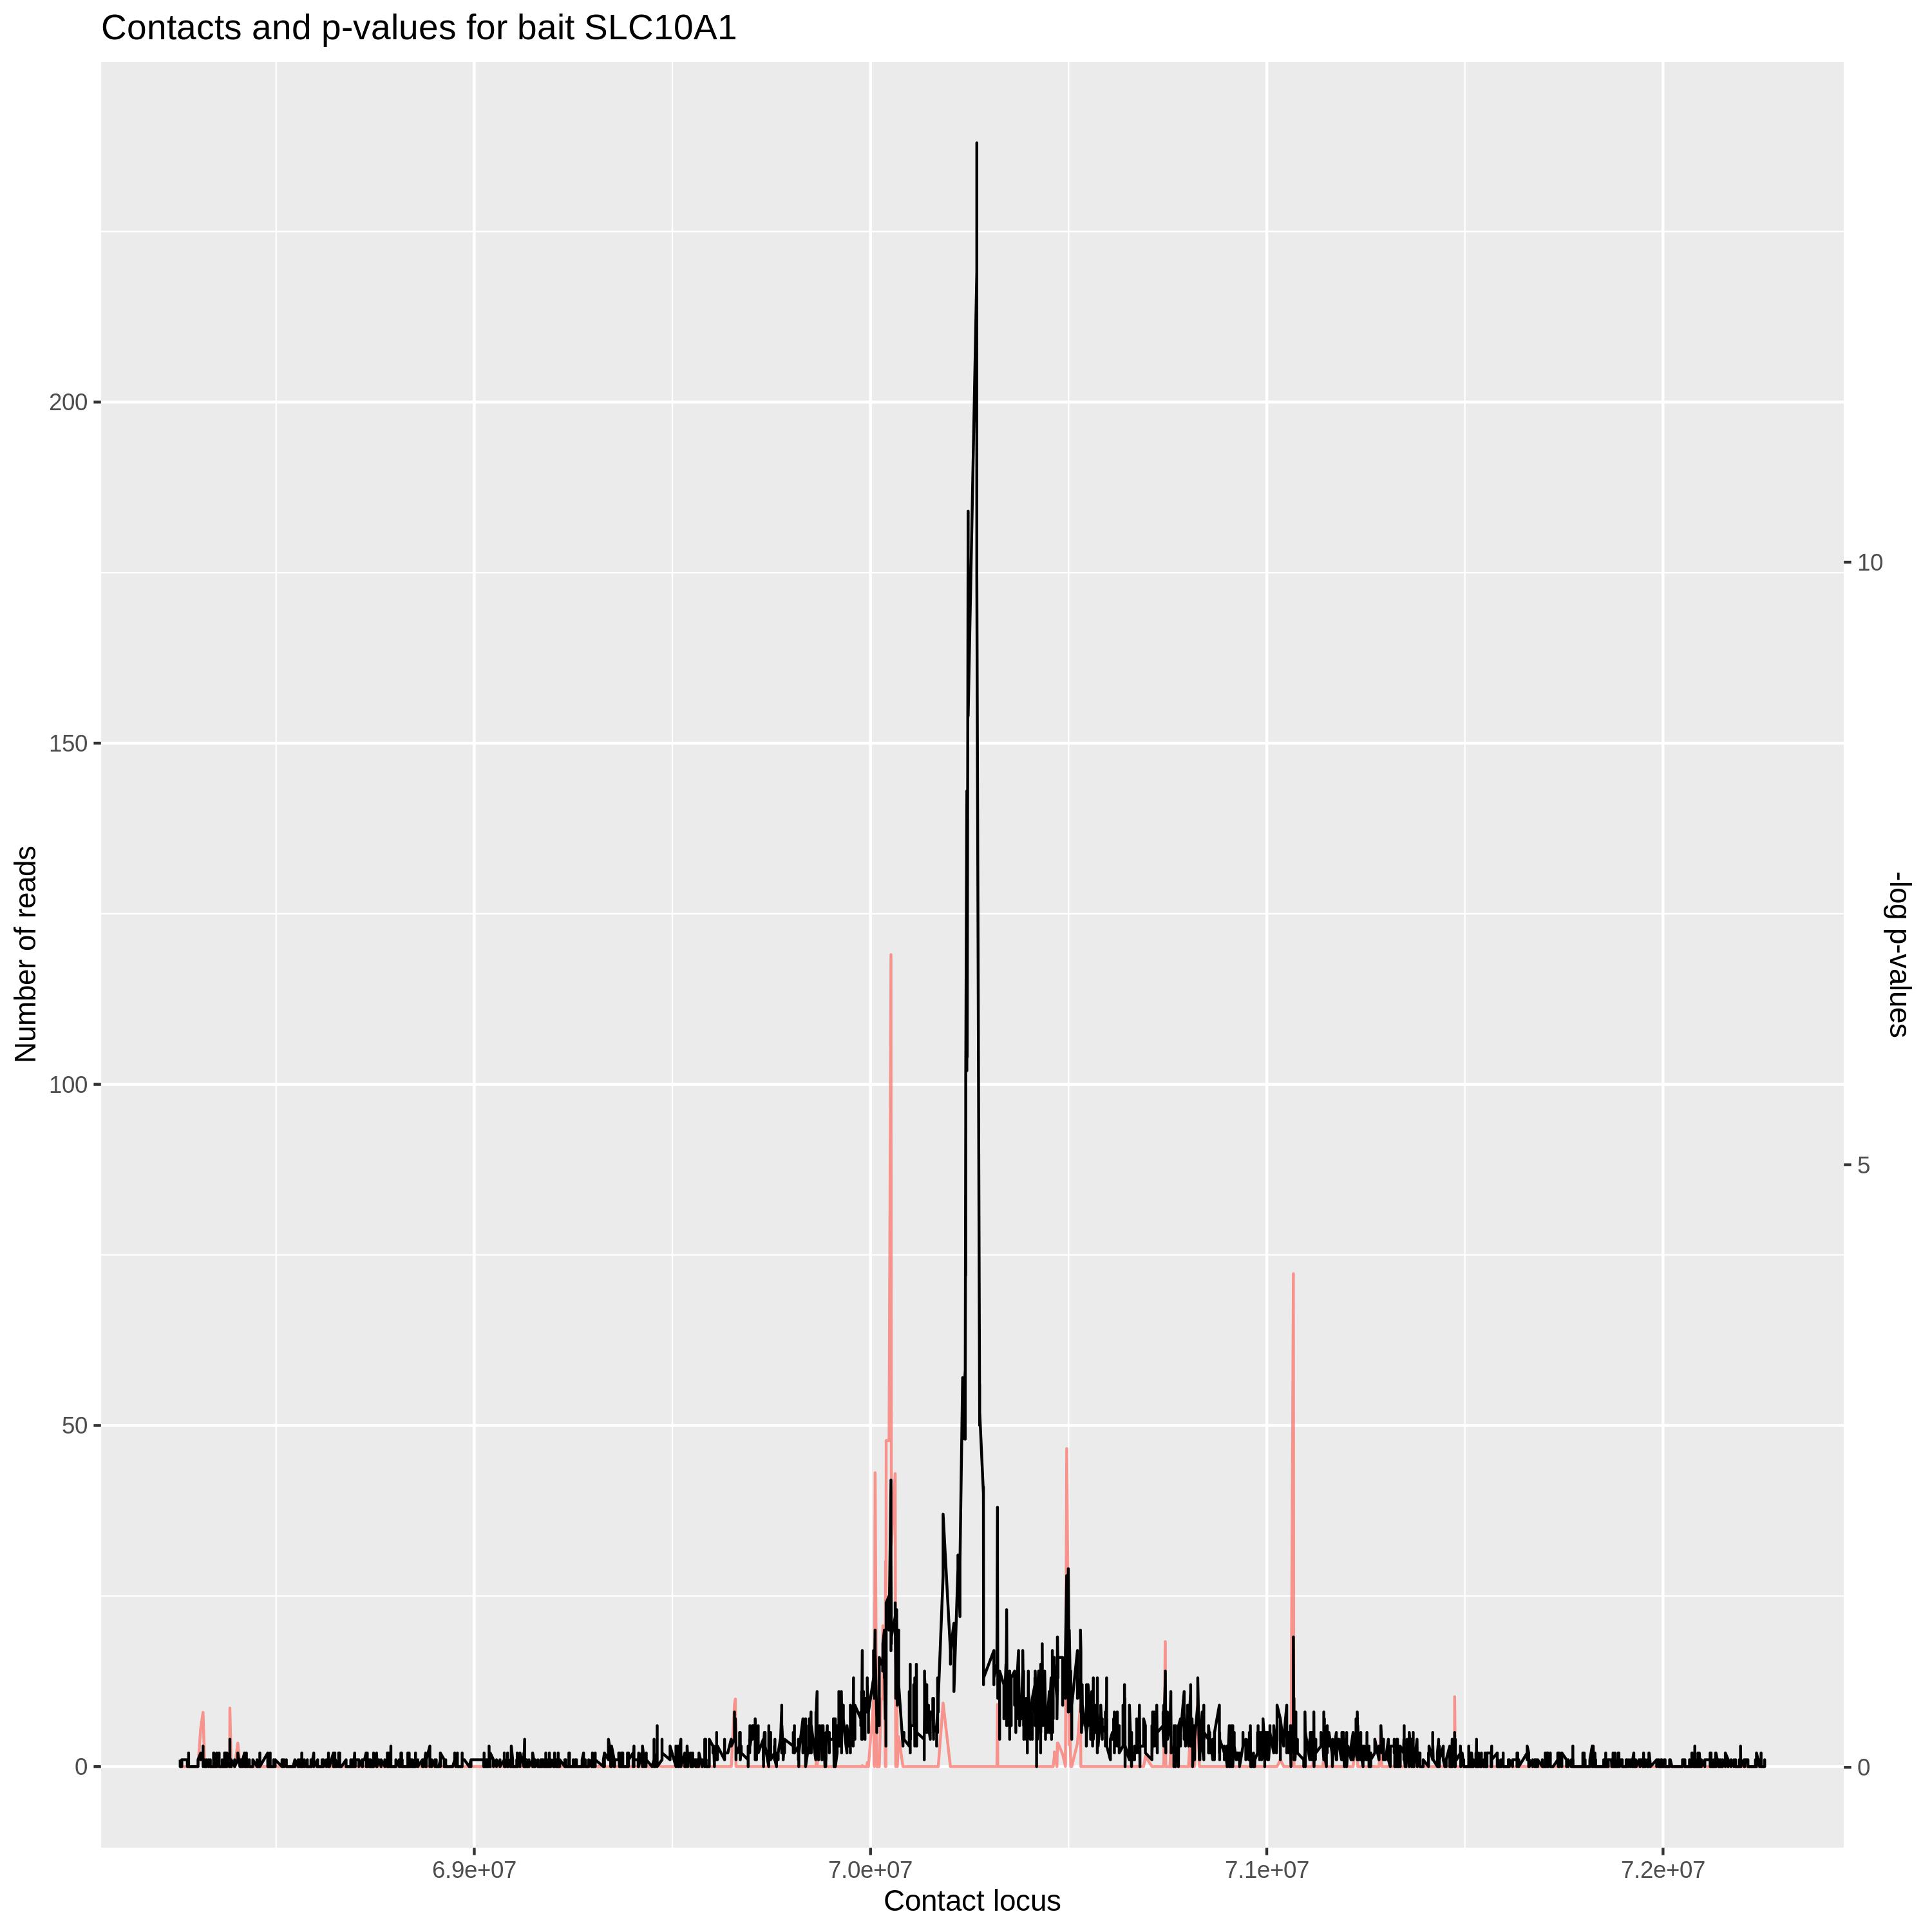 Contacts and p-values for bait SLC10A1
200
150
100
50
0
10
5
0
Number of reads
-log p-values
6.9e+07 7.0e+07 7.1e+07 7.2e+07
Contact locus